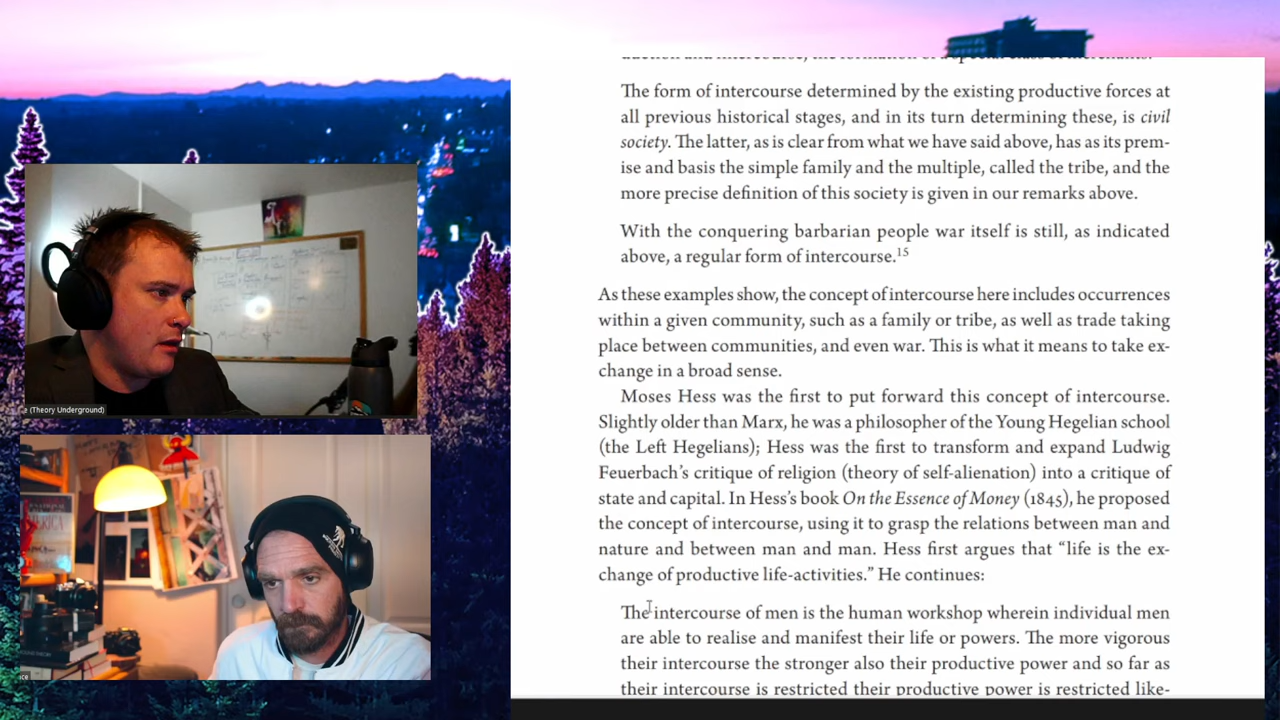 The form of intercourse determined by the existing productive forces at
all previous historical stages, and in its turn determining these, is civil
society. The latter, as is clear from what we have said above, has as its prem-
ise and basis the simple family and the multiple, called the tribe, and the
more precise definition of this society is given in our remarks above.
With the conquering barbarian people war itself is still, as indicated
above, a regular form of intercourse.15
As these examples show, the concept of intercourse here includes occurrences
within a given community, such as a family or tribe, as well as trade taking
place between communities, and even war. This is what it means to take ex-
change in a broad sense.
Moses Hess was the first to put forward this concept of intercourse.
Slightly older than Marx, he was a philosopher of the Young Hegelian school
(the Left Hegelians); Hess was the first to transform and expand Ludwig
Feuerbach's critique of religion (theory of self-alienation) into a critique of
state and capital. In Hess's book On the Essence of Money (1845), he proposed
the concept of intercourse, using it to grasp the relations between man and
nature and between man and man. Hess first argues that "life is the ex-
change of productive life-activities." He continues:
The intercourse of men is the human workshop wherein individual men
are able to realise and manifest their life or powers. The more vigorous
their intercourse the stronger also their productive power and so far as
their intercourse is restricted their productive power is restricted like-
e (Theory Underground)